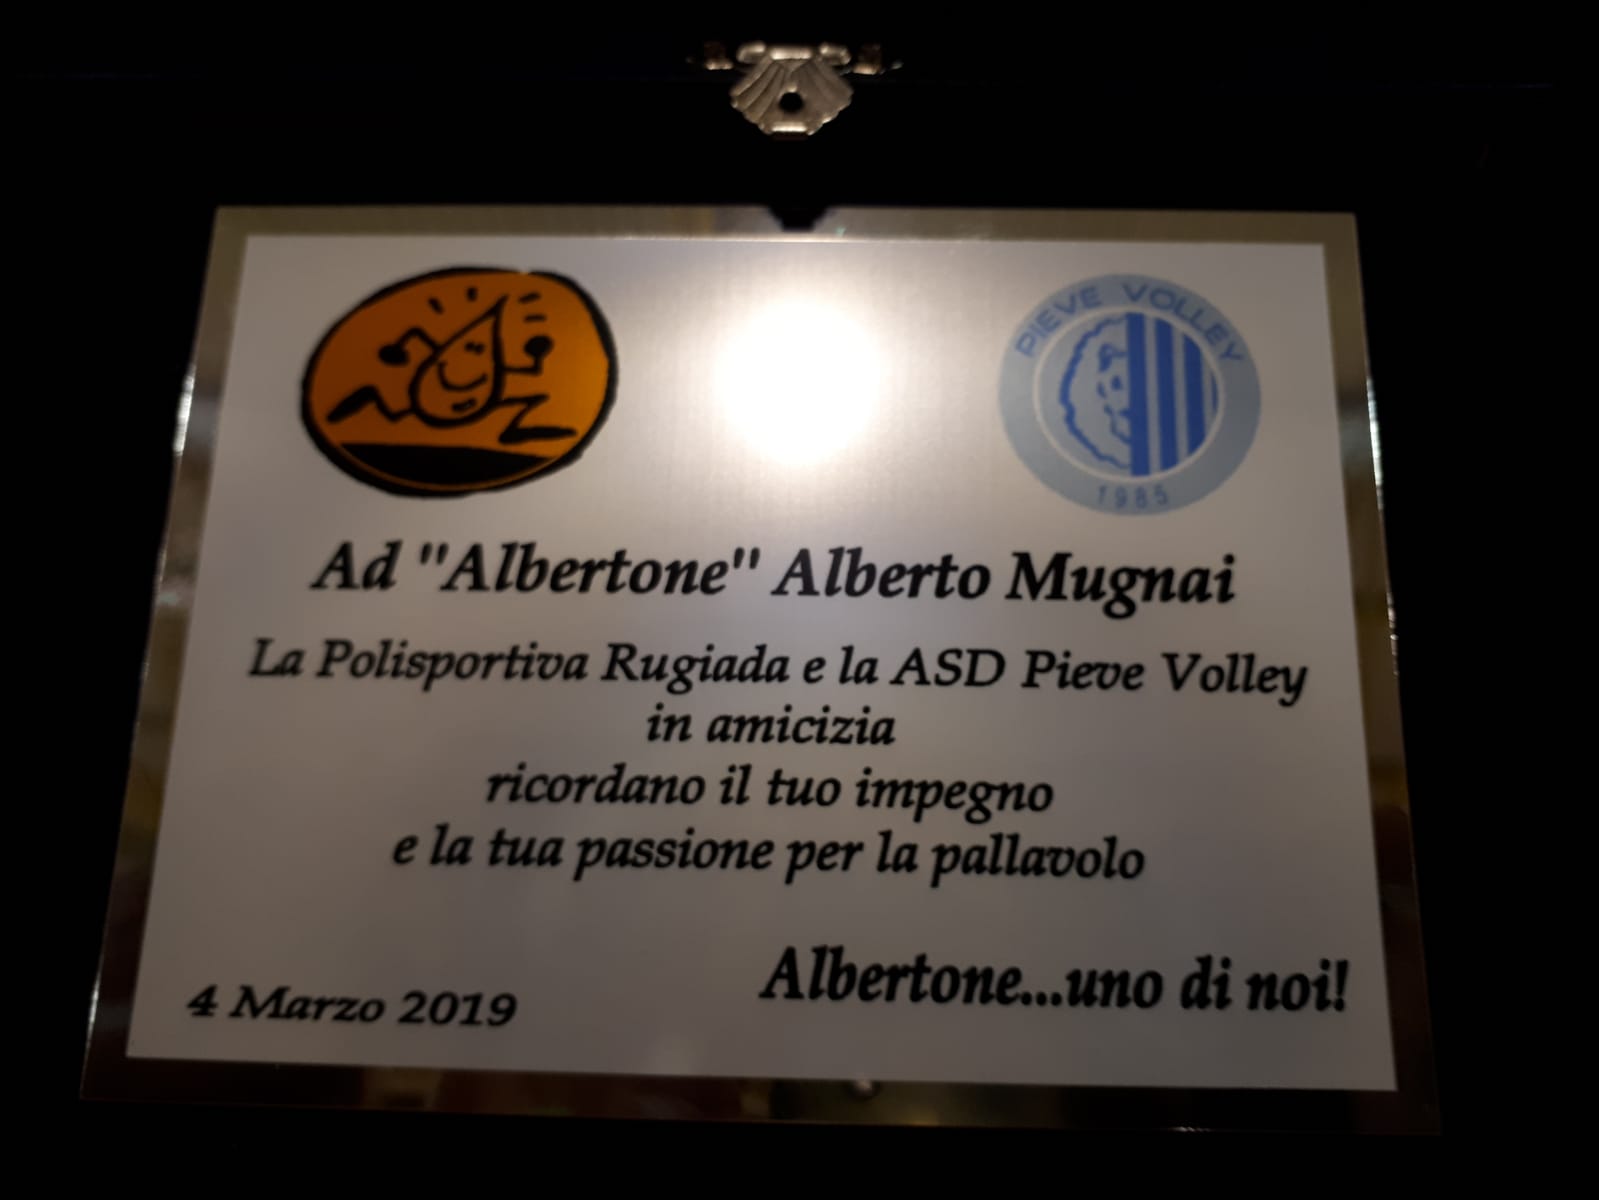 PIEVE VOLLEY
1985
Ad "Albertone" Alberto Mugnai
La Polisportiva Rugiada e la ASD Pieve Volley
in amicizia
ricordano il tuo impegno
e la tua passione per la pallavolo
Albertone...uno di noi!
4 Marzo 2019